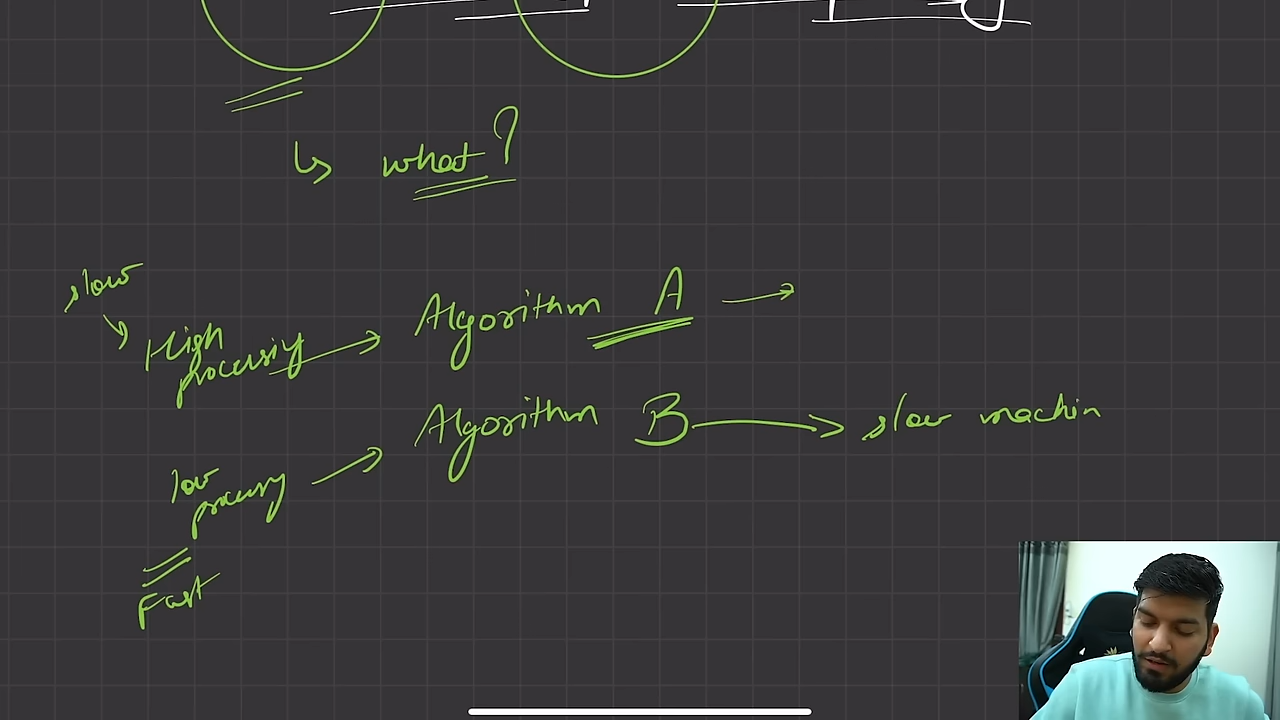 what?
slow
High
processing
Algorithm A
Algorithm B
slow machin
low
processing
Fast